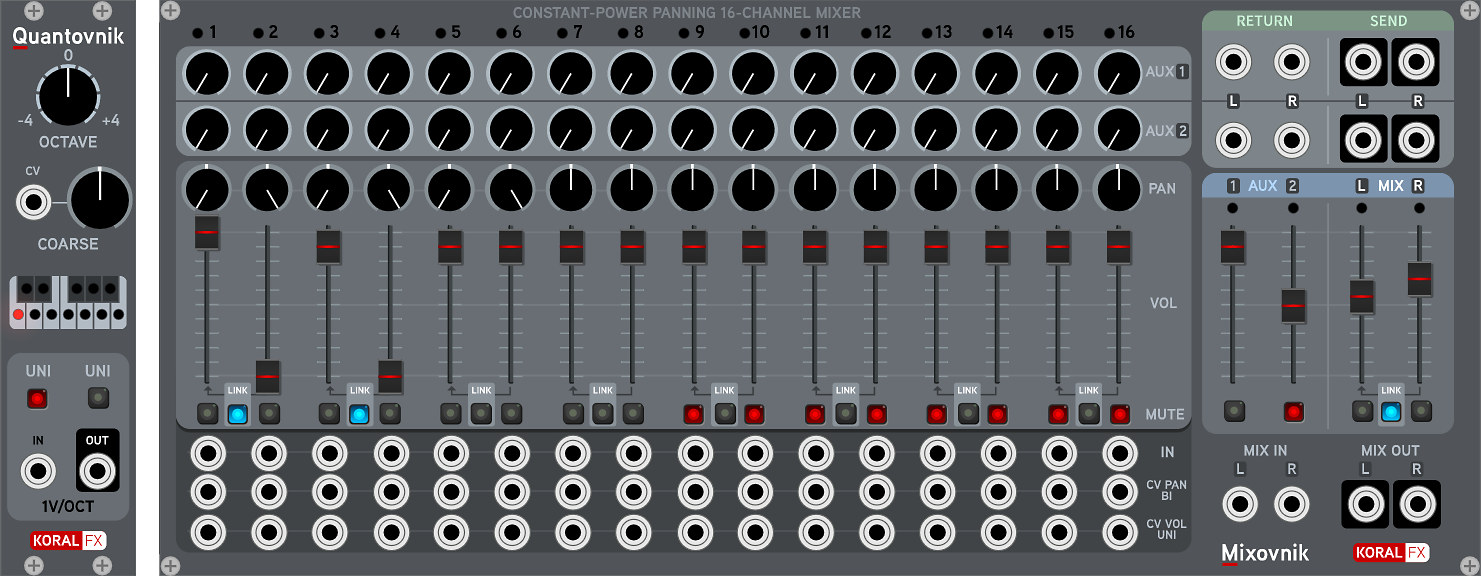 Quantovnik
0
-4 +4
OCTAVE
CV
COARSE
UNI UNI
IN OUT
1V/OCT
KORAL FX
CONSTANT-POWER PANNING 16-CHANNEL MIXER
1 2 3 4 5 6 7 8 9 10 11 12 13 14 15 16
AUX 1
AUX 2
PAN
VOL
LINK LINK LINK LINK LINK LINK LINK LINK
MUTE
IN
CV PAN
BI
CV VOL
UNI
RETURN SEND
L R L R
1 AUX 2 L MIX R
LINK
MIX IN MIX OUT
L R L R
Mixovnik KORAL FX